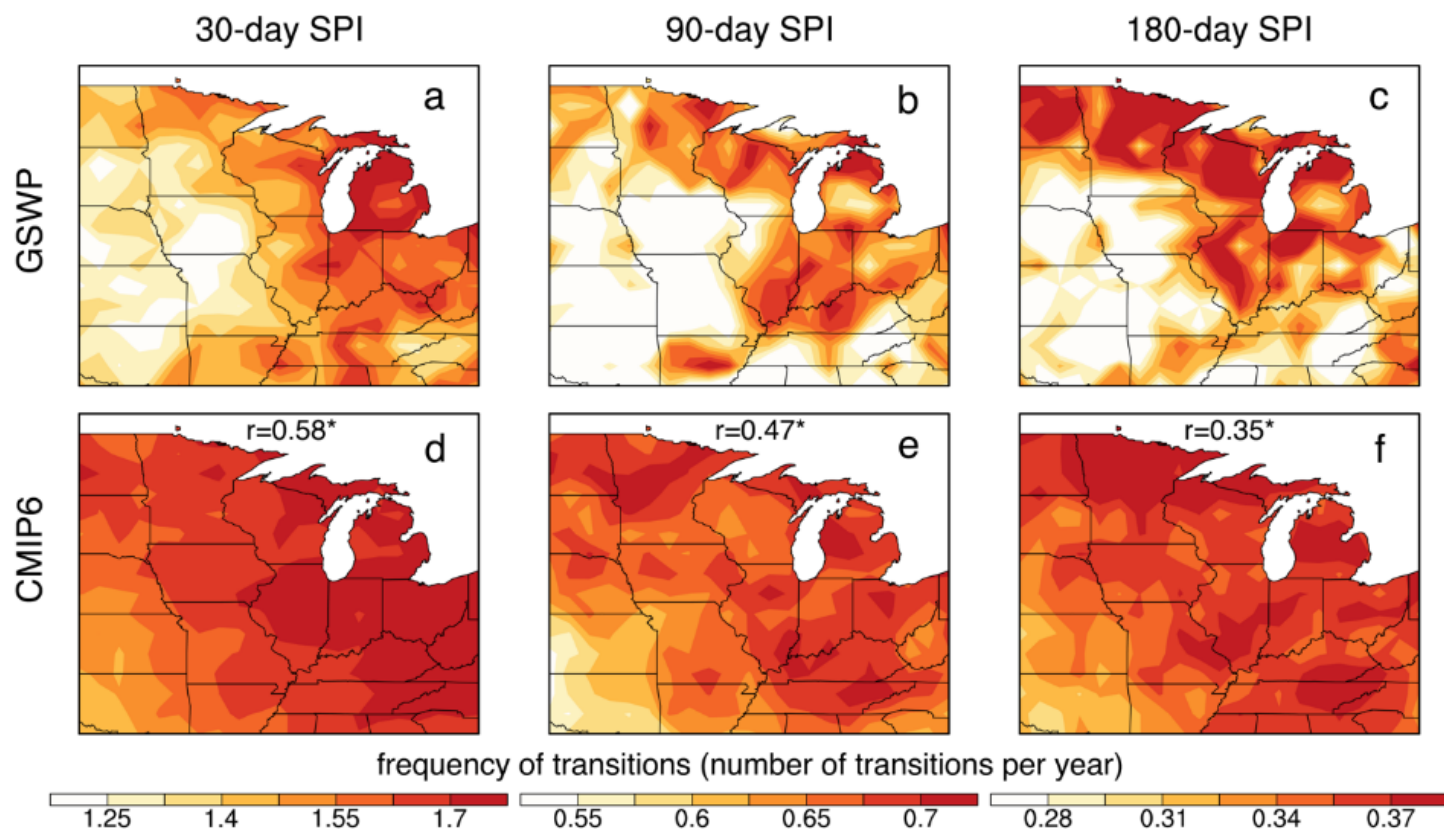 30-day SPI 90-day SPI 180-day SPI
GSWP
a b c
CMIP6
r=0.58* d r=0.47* e r=0.35* f
frequency of transitions (number of transitions per year)
1.25 1.4 1.55 1.7 0.55 0.6 0.65 0.7 0.28 0.31 0.34 0.37